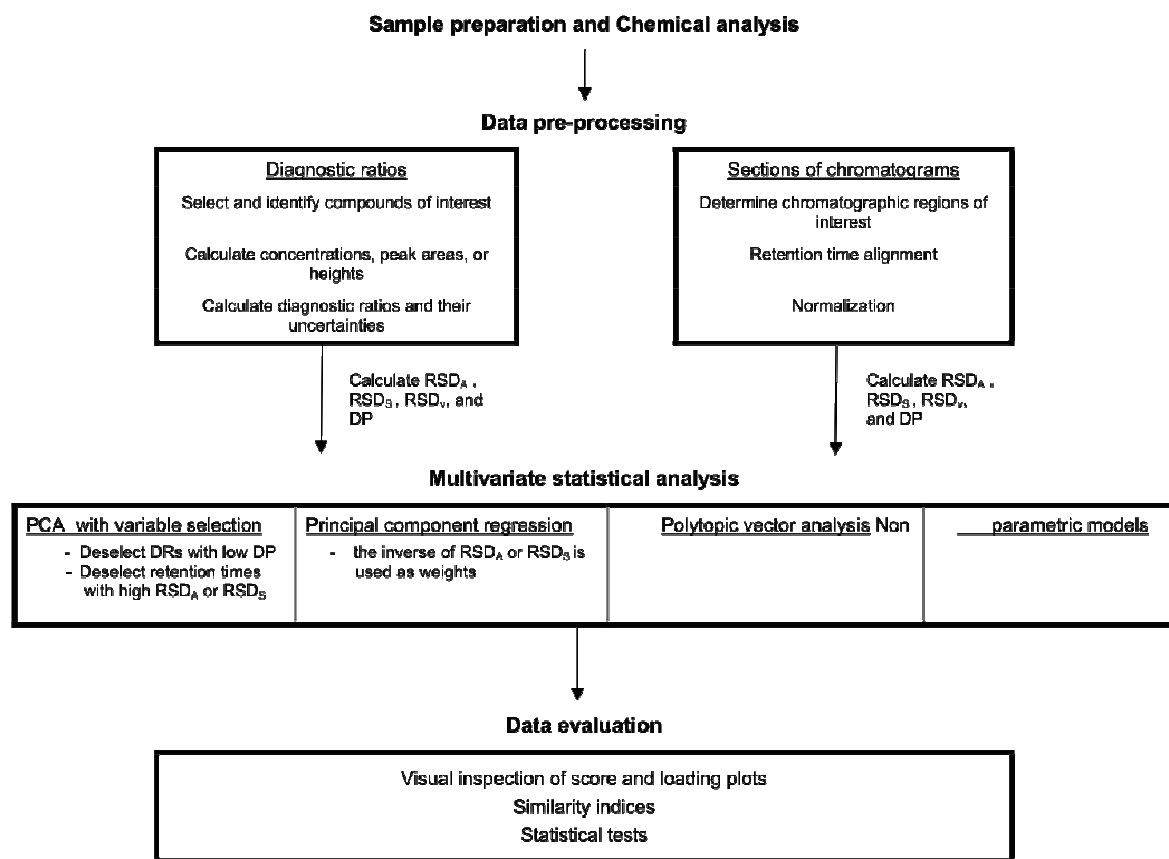 Sample preparation and Chemical analysis
Data pre-processing
Diagnostic ratios
Select and identify compounds of interest
Calculate concentrations, peak areas, or
heights
Calculate diagnostic ratios and their
uncertainties
Sections of chromatograms
Determine chromatographic regions of
interest
Retention time alignment
Normalization
Calculate RSDA ,
RSDS, RSDV, and
DP
Calculate RSDA ,
RSDS, RSDV,
and DP
Multivariate statistical analysis
PCA with variable selection
- Deselect DRs with low DP
- Deselect retention times
with high RSDA or RSDS
Principal component regression
- the inverse of RSDA or RSDS is
used as weights
Polytopic vector analysis Non
parametric models
Data evaluation
Visual inspection of score and loading plots
Similarity indices
Statistical tests